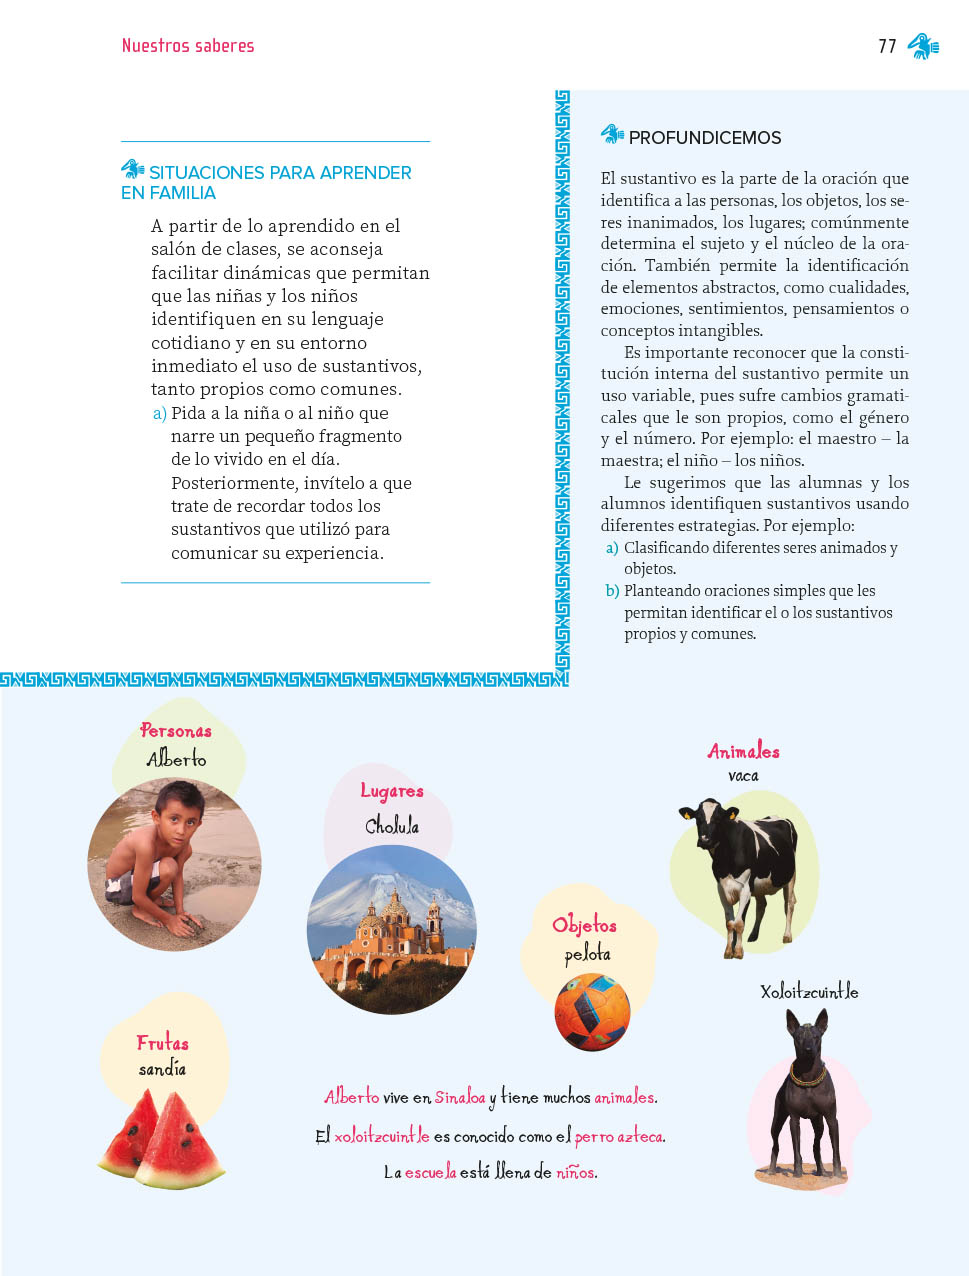 Nuestros saberes
77
SITUACIONES PARA APRENDER
EN FAMILIA
A partir de lo aprendido en el
salón de clases, se aconseja
facilitar dinámicas que permitan
que las niñas y los niños
identifiquen en su lenguaje
cotidiano y en su entorno
inmediato el uso de sustantivos,
tanto propios como comunes.
a) Pida a la niña o al niño que
narre un pequeño fragmento
de lo vivido en el día.
Posteriormente, invítelo a que
trate de recordar todos los
sustantivos que utilizó para
comunicar su experiencia.
PROFUNDICEMOS
El sustantivo es la parte de la oración que
identifica a las personas, los objetos, los se-
res inanimados, los lugares; comúnmente
determina el sujeto y el núcleo de la ora-
ción. También permite la identificación
de elementos abstractos, como cualidades,
emociones, sentimientos, pensamientos o
conceptos intangibles.
Es importante reconocer que la consti-
tución interna del sustantivo permite un
uso variable, pues sufre cambios gramati-
cales que le son propios, como el género
y el número. Por ejemplo: el maestro – la
maestra; el niño – los niños.
Le sugerimos que las alumnas y los
alumnos identifiquen sustantivos usando
diferentes estrategias. Por ejemplo:
a) Clasificando diferentes seres animados y
objetos.
b) Planteando oraciones simples que les
permitan identificar el o los sustantivos
propios y comunes.
Personas
Alberto
Lugares
Cholula
Objetos
pelota
Animales
vaca
Xoloitzcuintle
Frutas
sandía
Alberto vive en Sinaloa y tiene muchos animales.
El xoloitzcuintle es conocido como el perro azteca.
La escuela está llena de niños.